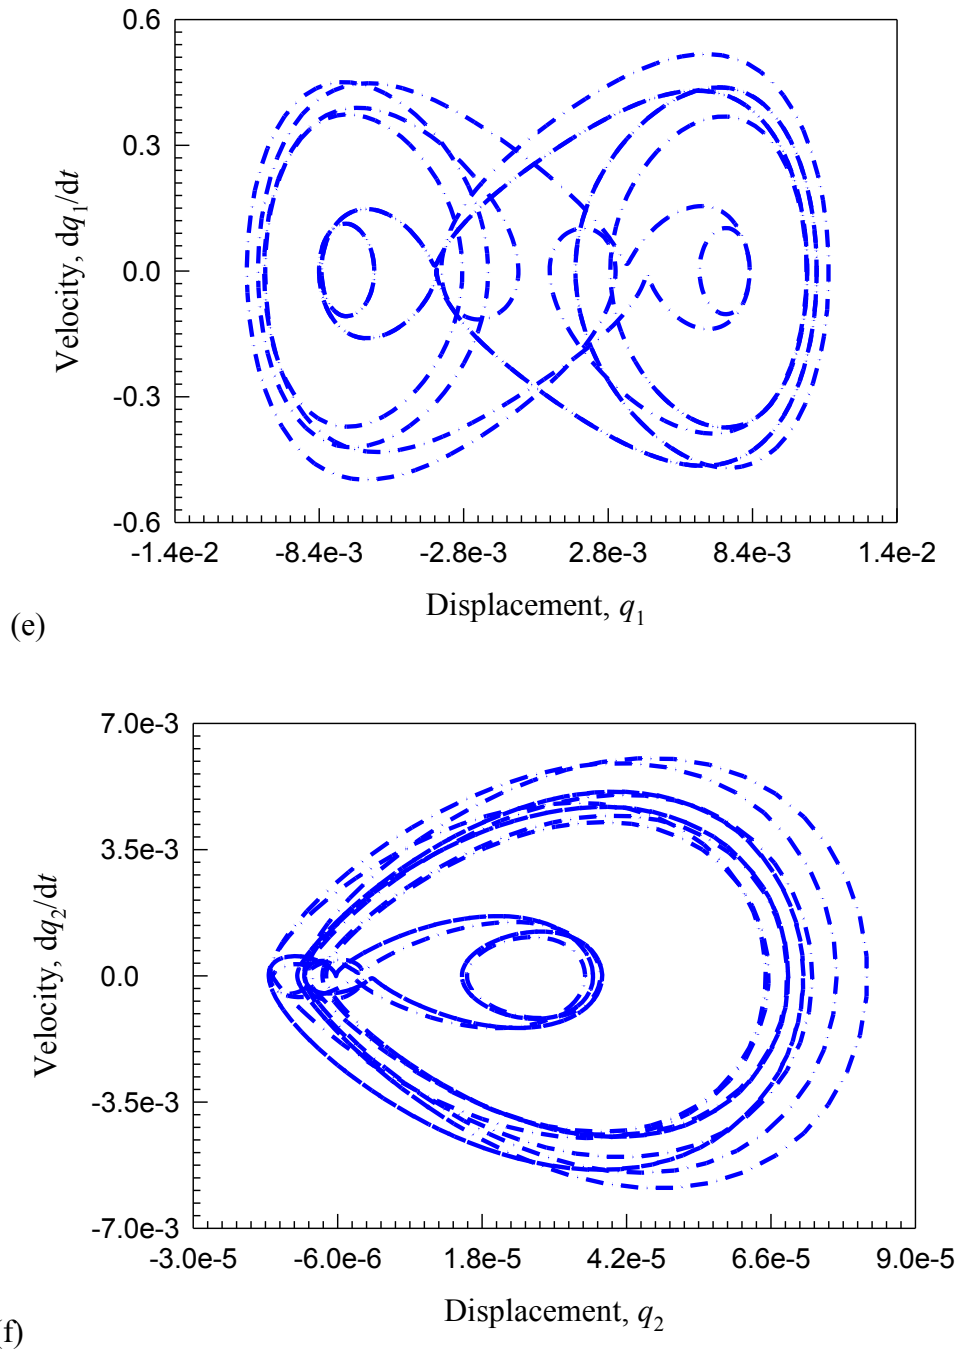 0.6
0.3
0.0
-0.3
-0.6
Velocity, dq1/dt
-1.4e-2 -8.4e-3 -2.8e-3 2.8e-3 8.4e-3 1.4e-2
Displacement, q1
(e)
7.0e-3
3.5e-3
0.0
-3.5e-3
-7.0e-3
Velocity, dq2/dt
-3.0e-5 -6.0e-6 1.8e-5 4.2e-5 6.6e-5 9.0e-5
Displacement, q2
(f)